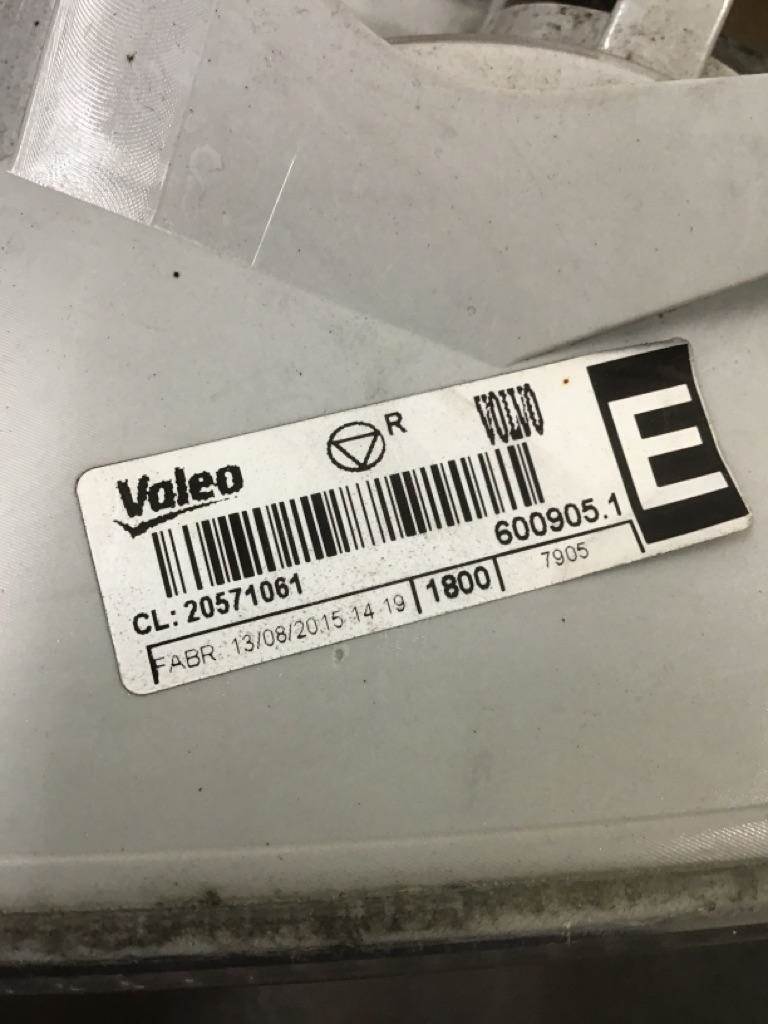 R VOLVO
Valeo
E
600905.1
CL: 20571061
FABR: 13/08/2015 14 19 1800 7905